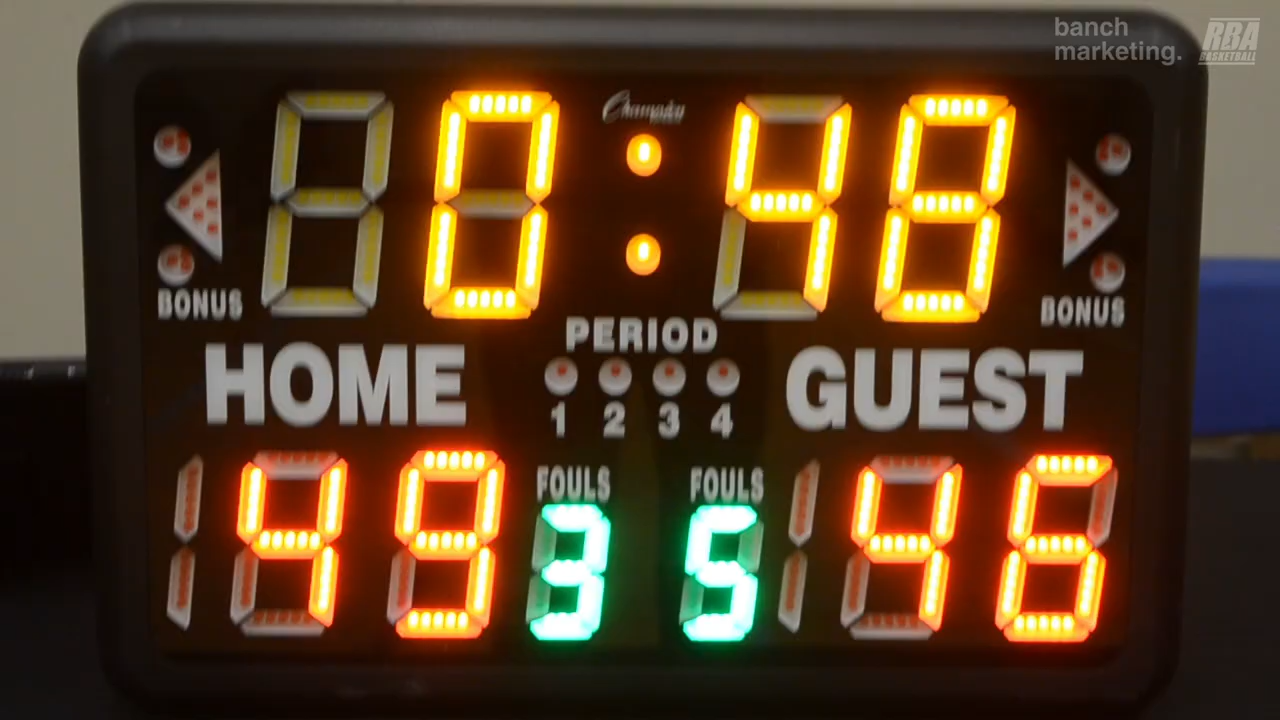 banch
marketing.
RBA
BASKETBALL
Champion
0:48
BONUS
BONUS
PERIOD
HOME
GUEST
1 2 3 4
FOULS
FOULS
49
3
5
46